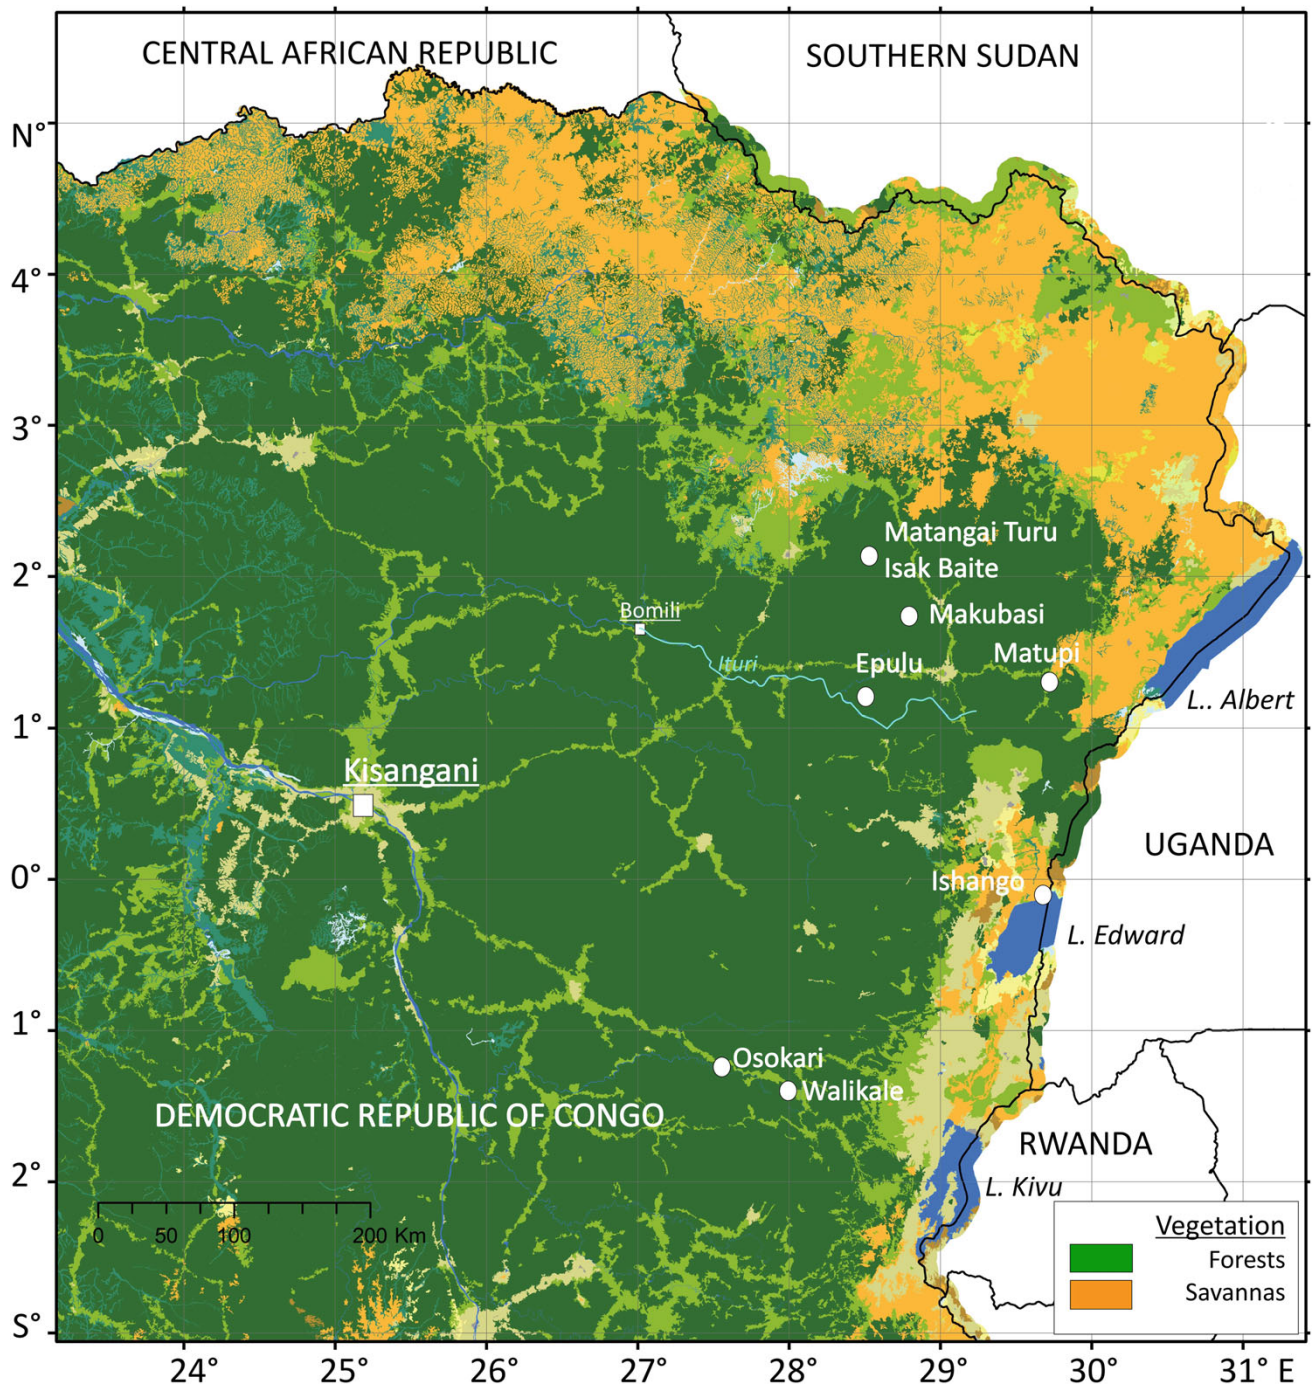 CENTRAL AFRICAN REPUBLIC
SOUTHERN SUDAN
N°
4°
3°
Matangai Turu
Isak Baite
2°
Bomili
Makubasi
Ituri
Epulu
Matupi
L.. Albert
1°
Kisangani
UGANDA
0°
Ishango
L. Edward
1°
Osokari
Walikale
DEMOCRATIC REPUBLIC OF CONGO
RWANDA
2°
L. Kivu
0 50 100 200 Km
Vegetation
Forests
Savannas
S°
24° 25° 26° 27° 28° 29° 30° 31° E